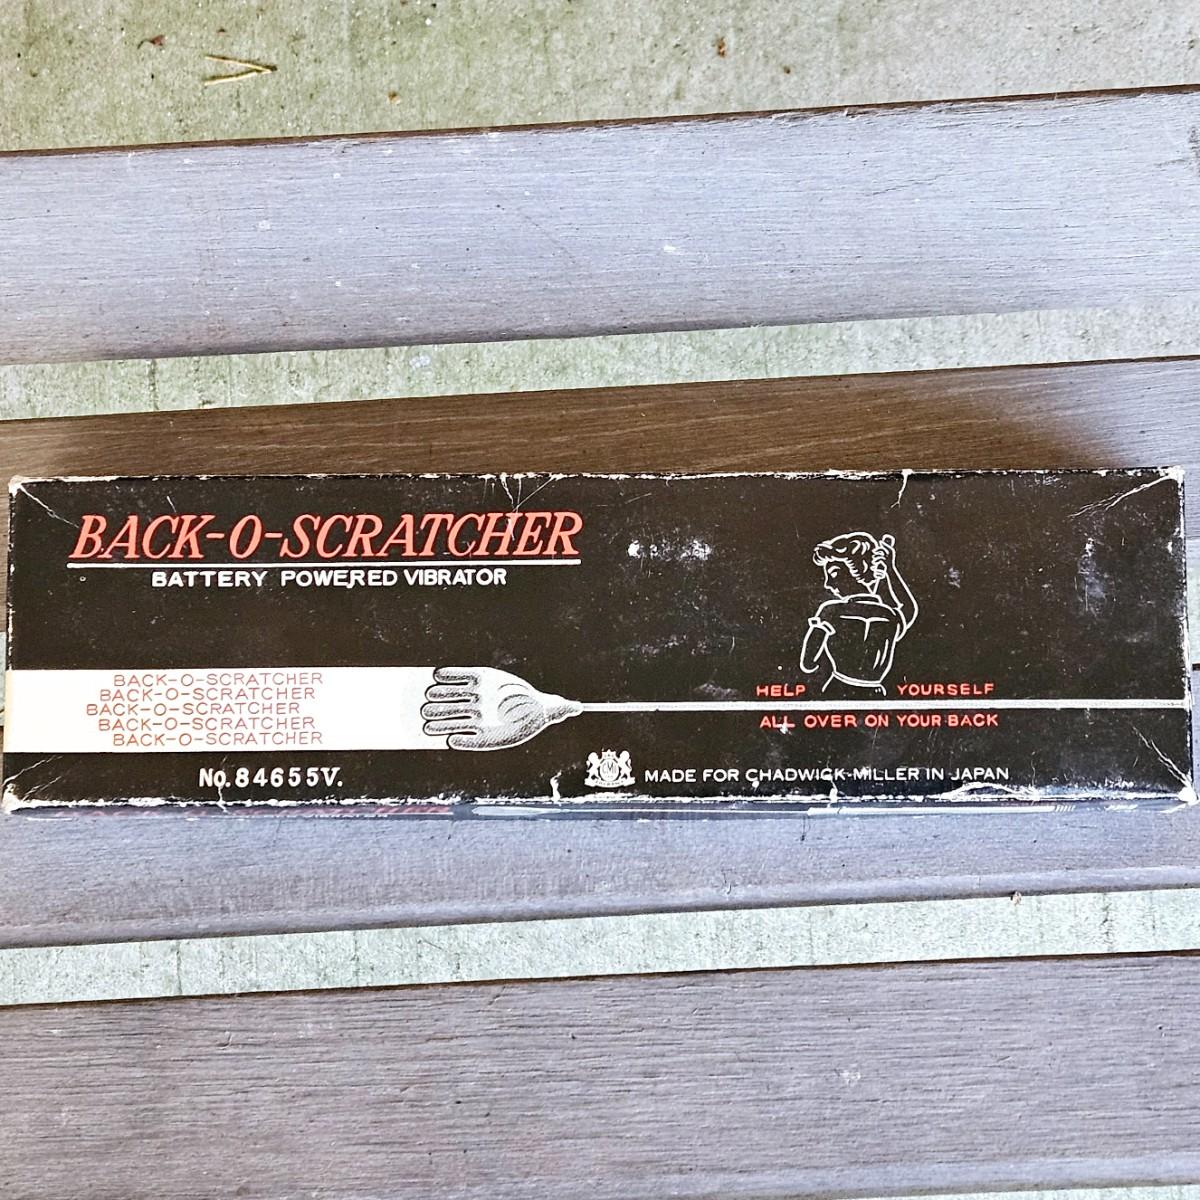 BACK-O-SCRATCHER
BATTERY POWERED VIBRATOR
BACK-O-SCRATCHER
BACK-O-SCRATCHER
BACK-O-SCRATCHER
BACK-O-SCRATCHER
BACK-O-SCRATCHER
No.84655V.
HELP YOURSELF
ALL OVER ON YOUR BACK
MADE FOR CHADWICK-MILLER IN JAPAN